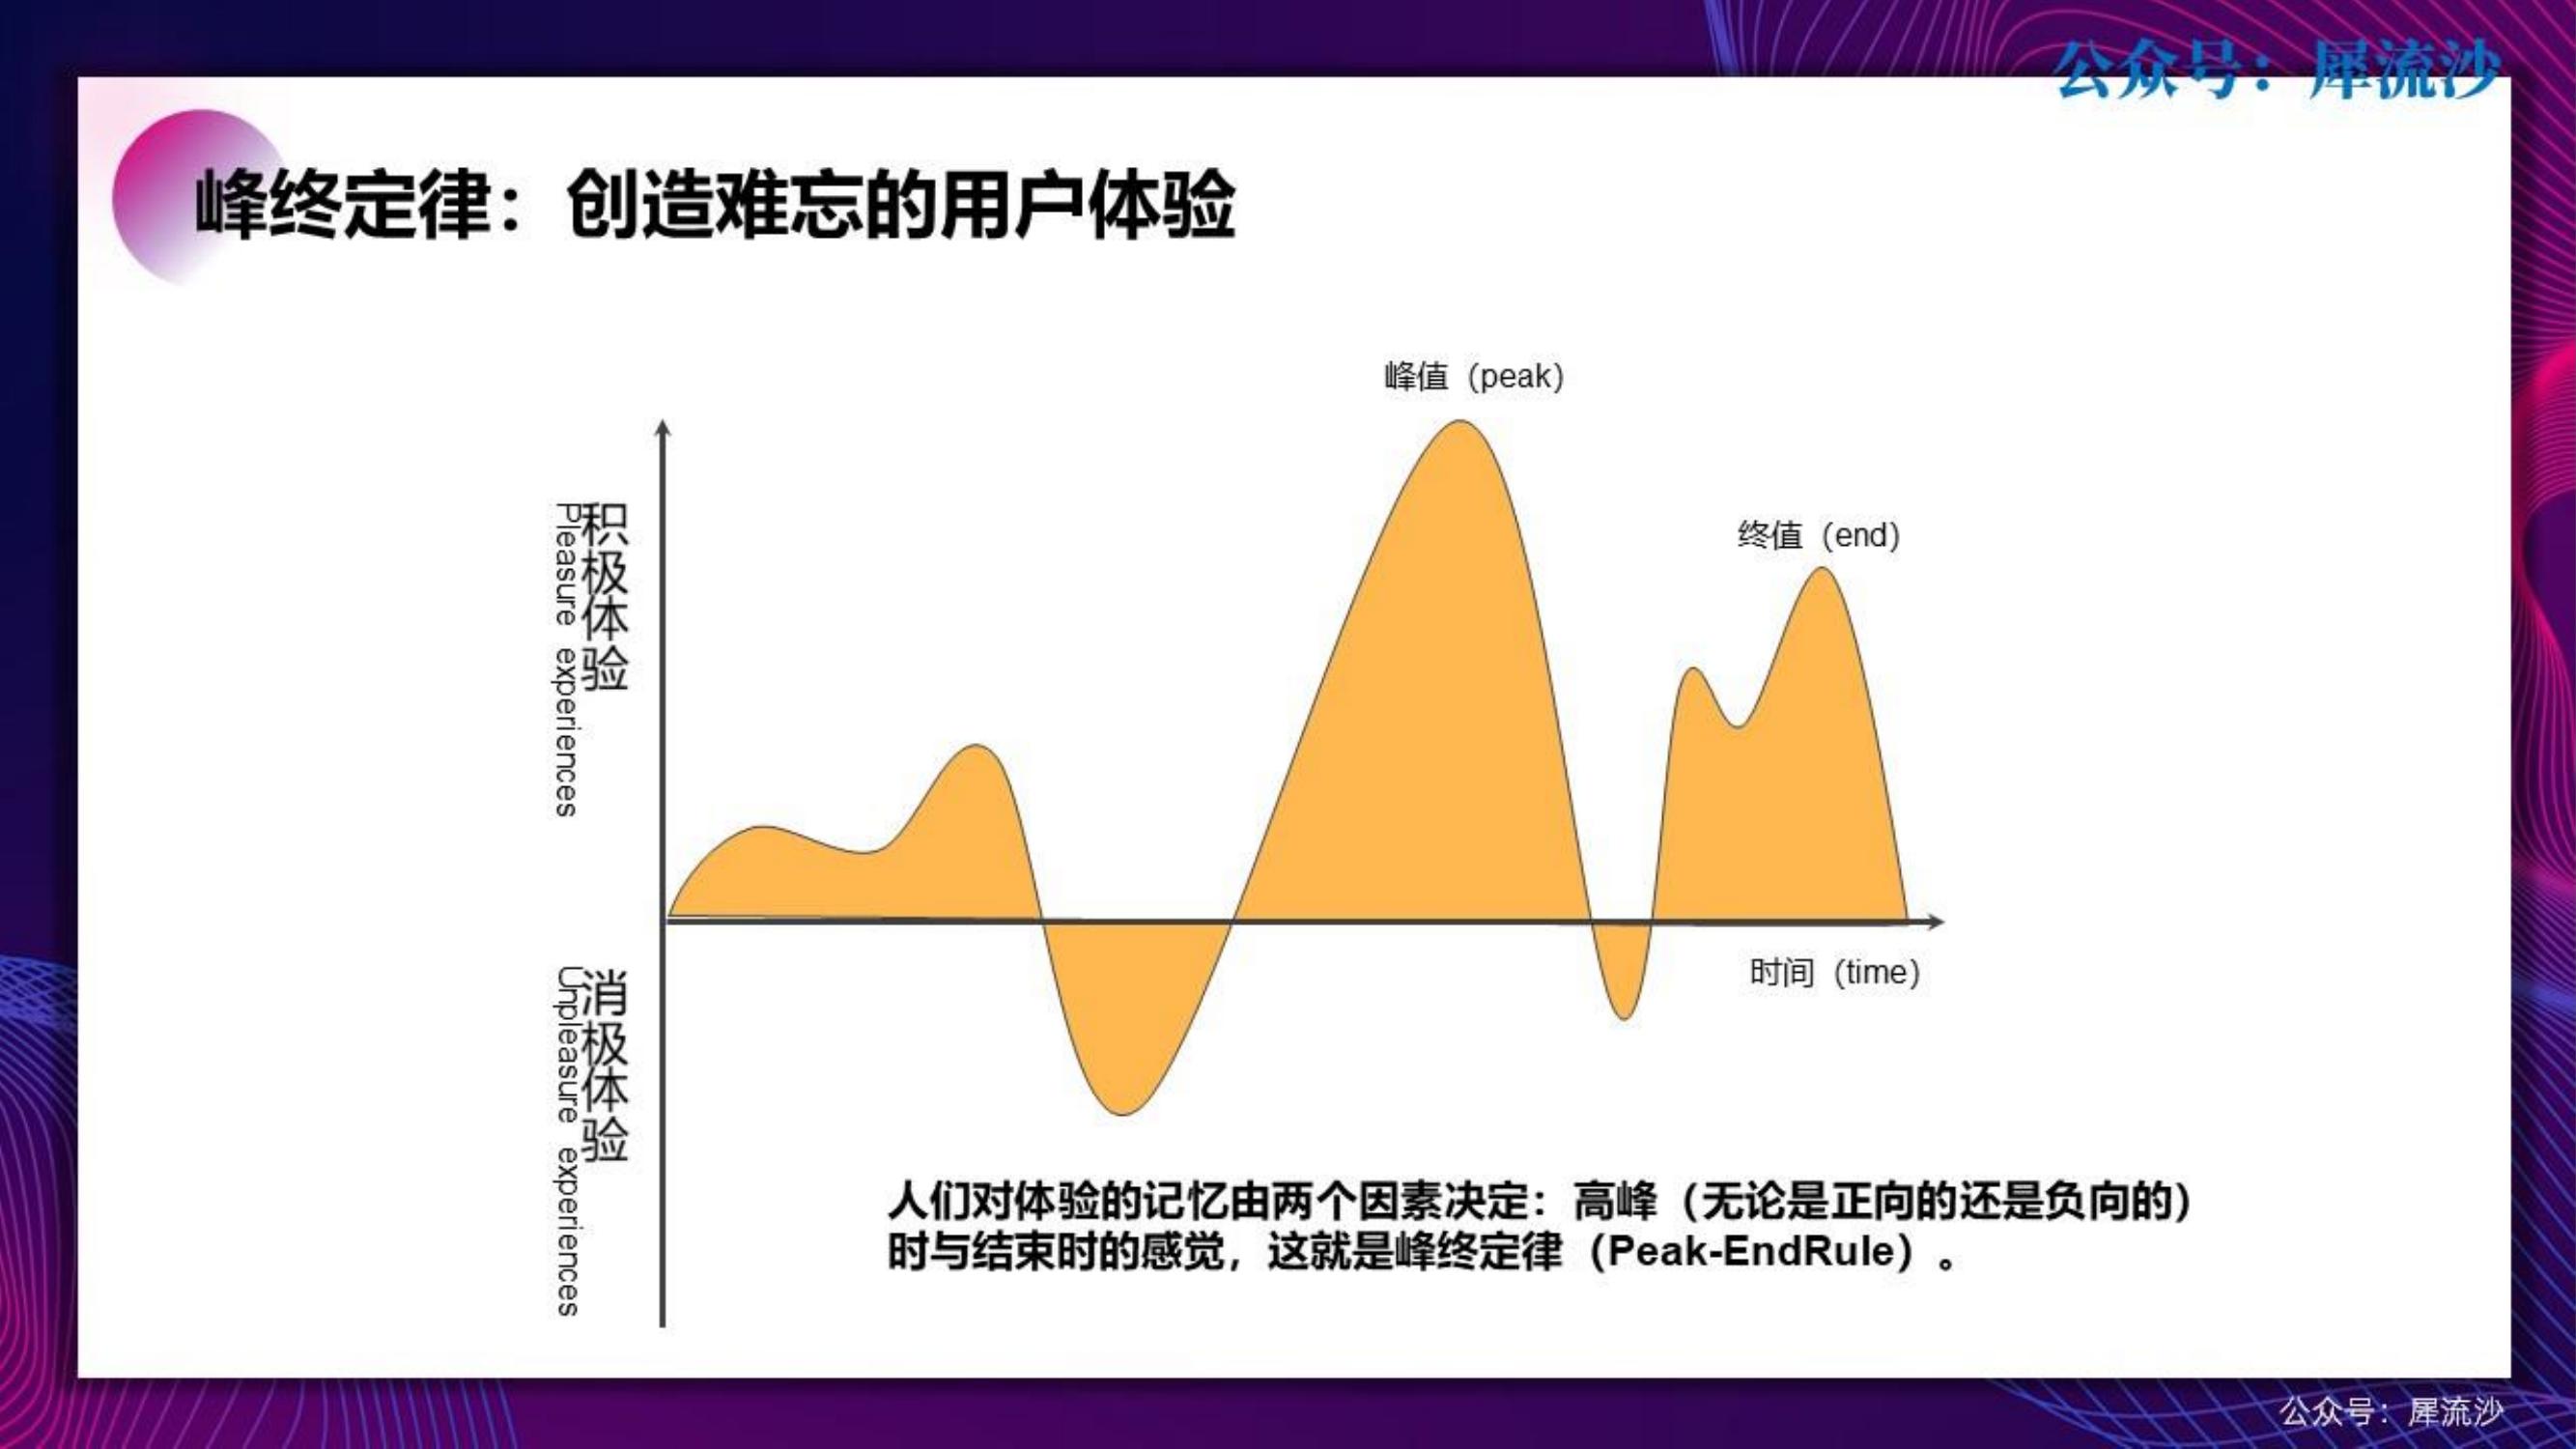 公众号：犀流沙
峰终定律：创造难忘的用户体验
峰值（peak）
终值（end）
积极体验
Pleasure experiences
时间（time）
消极体验
Unpleasure experiences
人们对体验的记忆由两个因素决定：高峰（无论是正向的还是负向的）
时与结束时的感觉，这就是峰终定律（Peak-EndRule）。
公众号：犀流沙